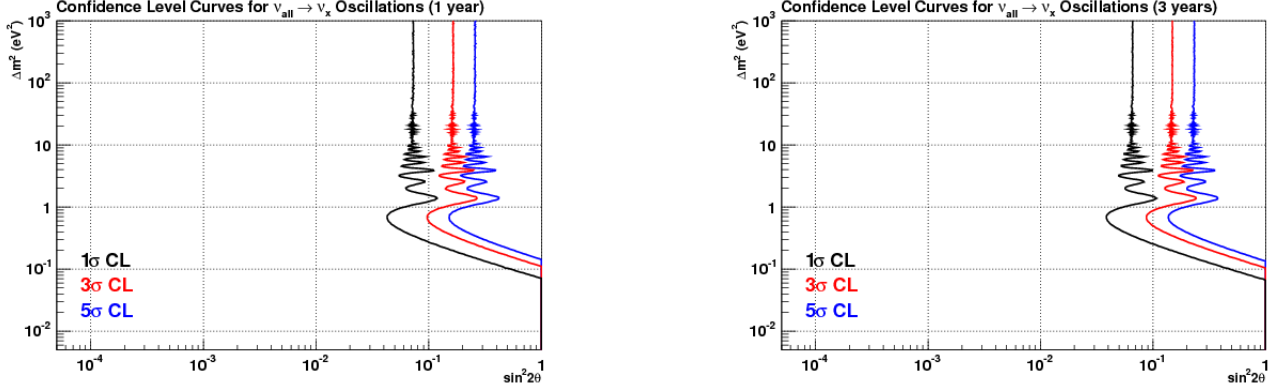 Confidence Level Curves for ν_all → ν_x Oscillations (1 year)
Δm² (eV²)
10³
10²
10
1
10⁻¹
10⁻²
1σ CL
3σ CL
5σ CL
10⁻⁴ 10⁻³ 10⁻² 10⁻¹ 1
sin²2θ
Confidence Level Curves for ν_all → ν_x Oscillations (3 years)
Δm² (eV²)
10³
10²
10
1
10⁻¹
10⁻²
1σ CL
3σ CL
5σ CL
10⁻⁴ 10⁻³ 10⁻² 10⁻¹ 1
sin²2θ